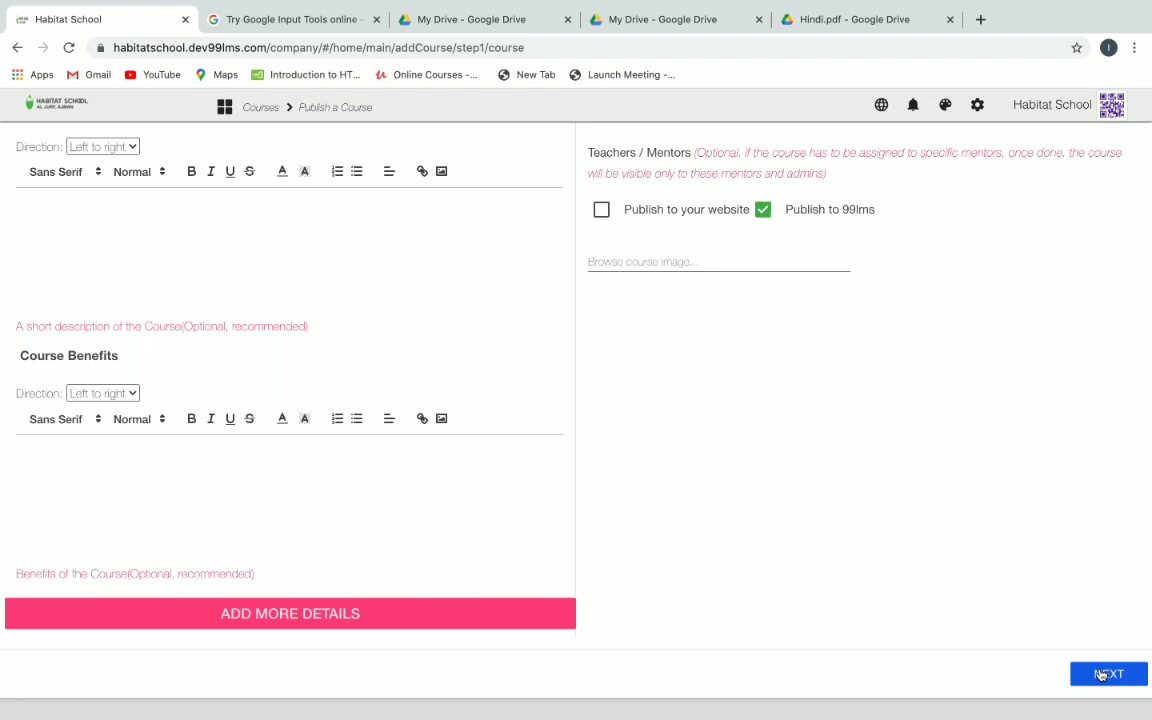 Habitat School
Try Google Input Tools online –
My Drive - Google Drive
My Drive - Google Drive
Hindi.pdf - Google Drive
habitatschool.dev99lms.com/company/#/home/main/addCourse/step1/course
I
Apps
Gmail
YouTube
Maps
Introduction to HT...
Online Courses -...
New Tab
Launch Meeting -...
HABITAT SCHOOL
AL JURF, AJMAN
Courses
Publish a Course
Habitat School
Direction: Left to right
Sans Serif Normal B I U S A A
A short description of the Course(Optional, recommended)
Course Benefits
Direction: Left to right
Sans Serif Normal B I U S A A
Benefits of the Course(Optional, recommended)
ADD MORE DETAILS
Teachers / Mentors (Optional, if the course has to be assigned to specific mentors, once done, the course
will be visible only to these mentors and admins)
Publish to your website Publish to 99lms
Browse course image...
NEXT